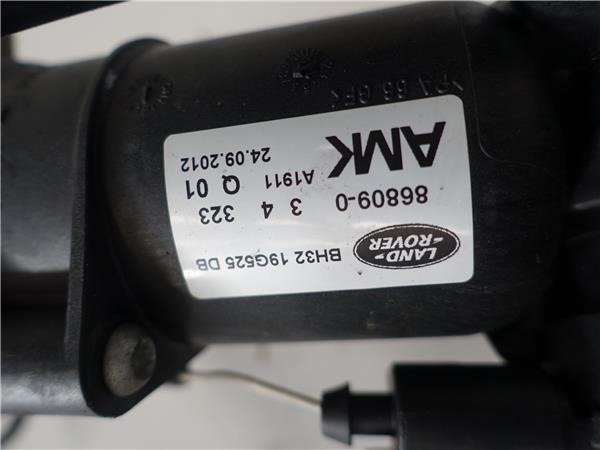 LAND-
ROVER
BH32 19G525 DB
86809-0
3 4 323
AMK
A1911 Q 01
24.09.2012